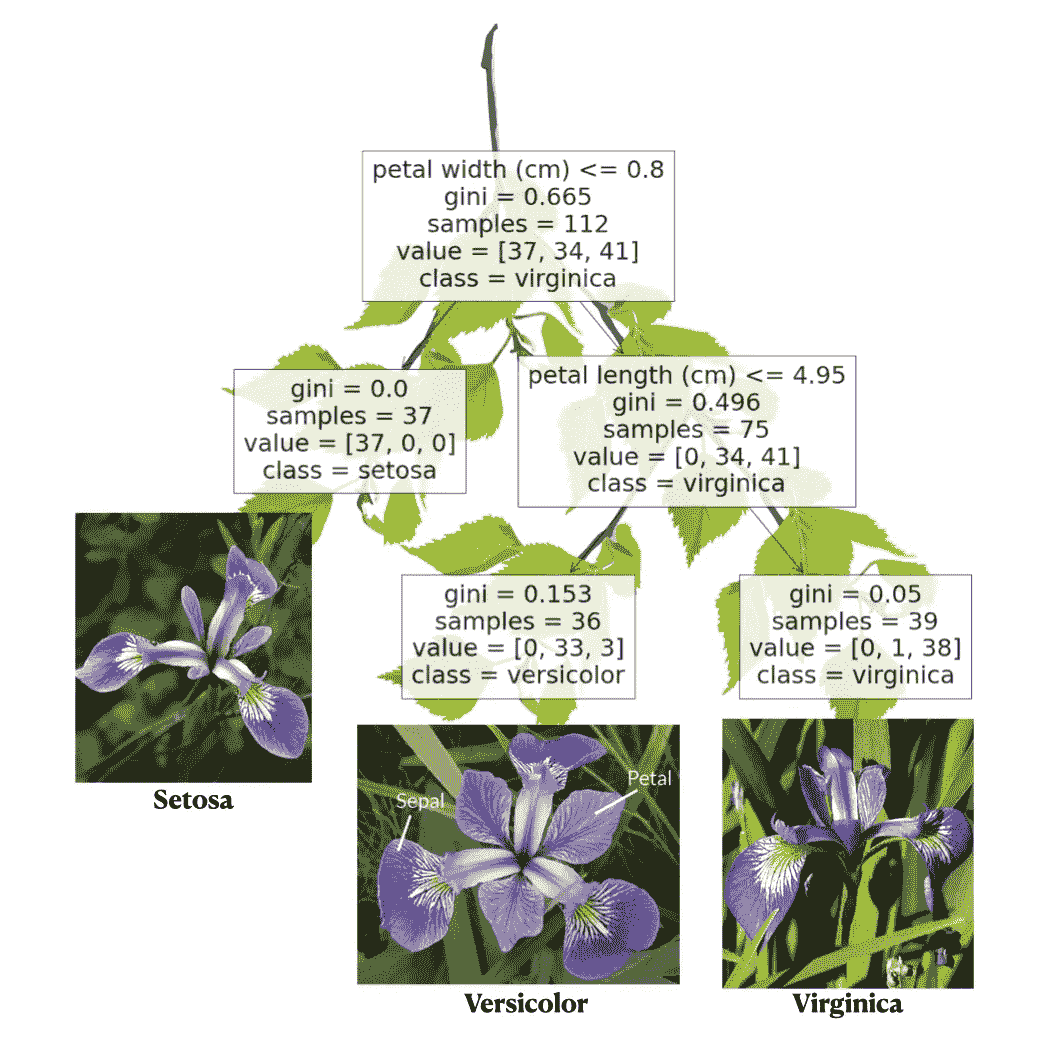 petal width (cm) <= 0.8
gini = 0.665
samples = 112
value = [37, 34, 41]
class = virginica
gini = 0.0
samples = 37
value = [37, 0, 0]
class = setosa
petal length (cm) <= 4.95
gini = 0.496
samples = 75
value = [0, 34, 41]
class = virginica
gini = 0.153
samples = 36
value = [0, 33, 3]
class = versicolor
gini = 0.05
samples = 39
value = [0, 1, 38]
class = virginica
Setosa
Sepal
Petal
Versicolor
Virginica